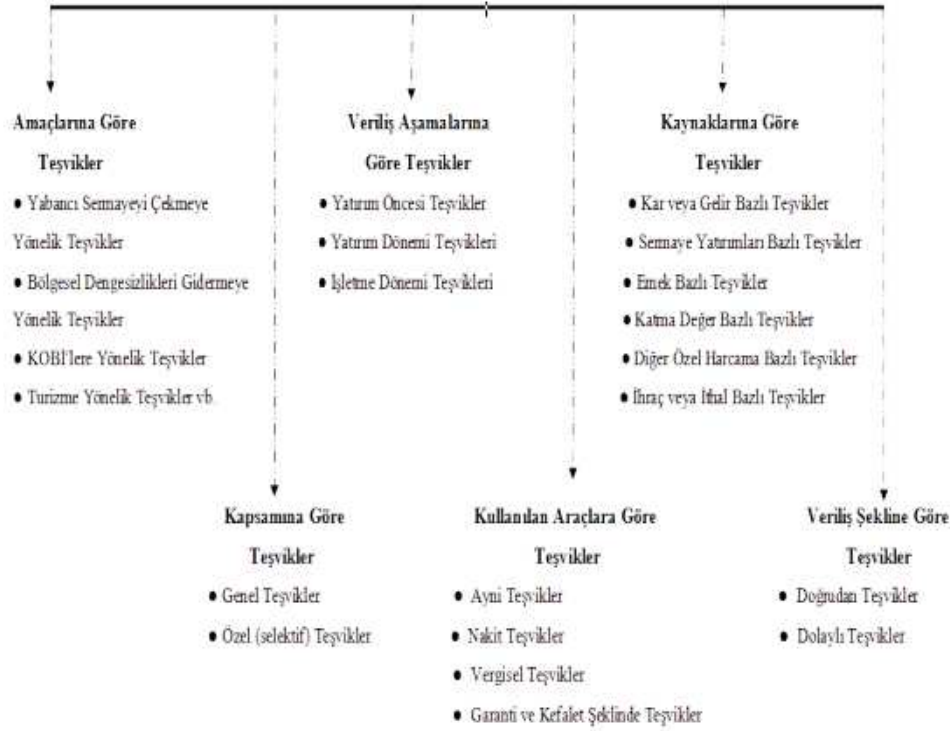 Amaçlarına Göre
Teşvikler
● Yabancı Sermayeyi Çekmeye
Yönelik Teşvikler
● Bölgesel Dengesizlikleri Gidermeye
Yönelik Teşvikler
● KOBİ'lere Yönelik Teşvikler
● Turizme Yönelik Teşvikler vb
Veriliş Aşamalarına
Göre Teşvikler
● Yatırım Öncesi Teşvikler
● Yatırım Dönemi Teşvikleri
● İşletme Dönemi Teşvikleri
Kaynaklarına Göre
Teşvikler
● Kar veya Gelir Bazlı Teşvikler
● Sermaye Yatırımları Bazlı Teşvikler
● Emek Bazlı Teşvikler
● Katma Değer Bazlı Teşvikler
● Diğer Özel Harcama Bazlı Teşvikler
● İhraç veya İthal Bazlı Teşvikler
Kapsamına Göre
Teşvikler
● Genel Teşvikler
● Özel (selektif) Teşvikler
Kullanılan Araçlara Göre
Teşvikler
● Ayni Teşvikler
● Nakit Teşvikler
● Vergisel Teşvikler
● Garanti ve Kefalet Şeklinde Teşvikler
Veriliş Şekline Göre
Teşvikler
● Doğrudan Teşvikler
● Dolaylı Teşvikler